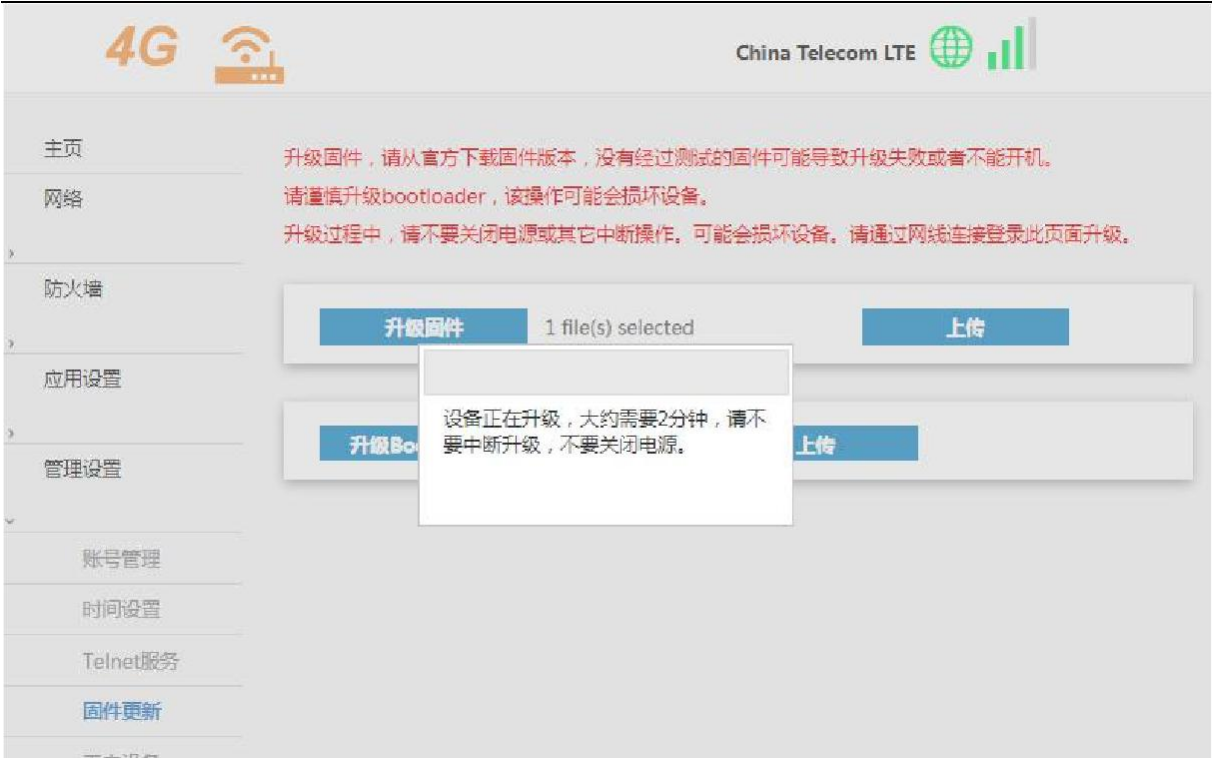 4G
China Telecom LTE
主页
网络
防火墙
应用设置
管理设置
账号管理
时间设置
Telnet服务
固件更新
升级固件，请从官方下载固件版本，没有经过测试的固件可能导致升级失败或者不能开机。
请谨慎升级bootloader，该操作可能会损坏设备。
升级过程中，请不要关闭电源或其它中断操作。可能会损坏设备。请通过网线连接登录此页面升级。
升级固件 1 file(s) selected 上传
升级Boo 上传
设备正在升级，大约需要2分钟，请不
要中断升级，不要关闭电源。